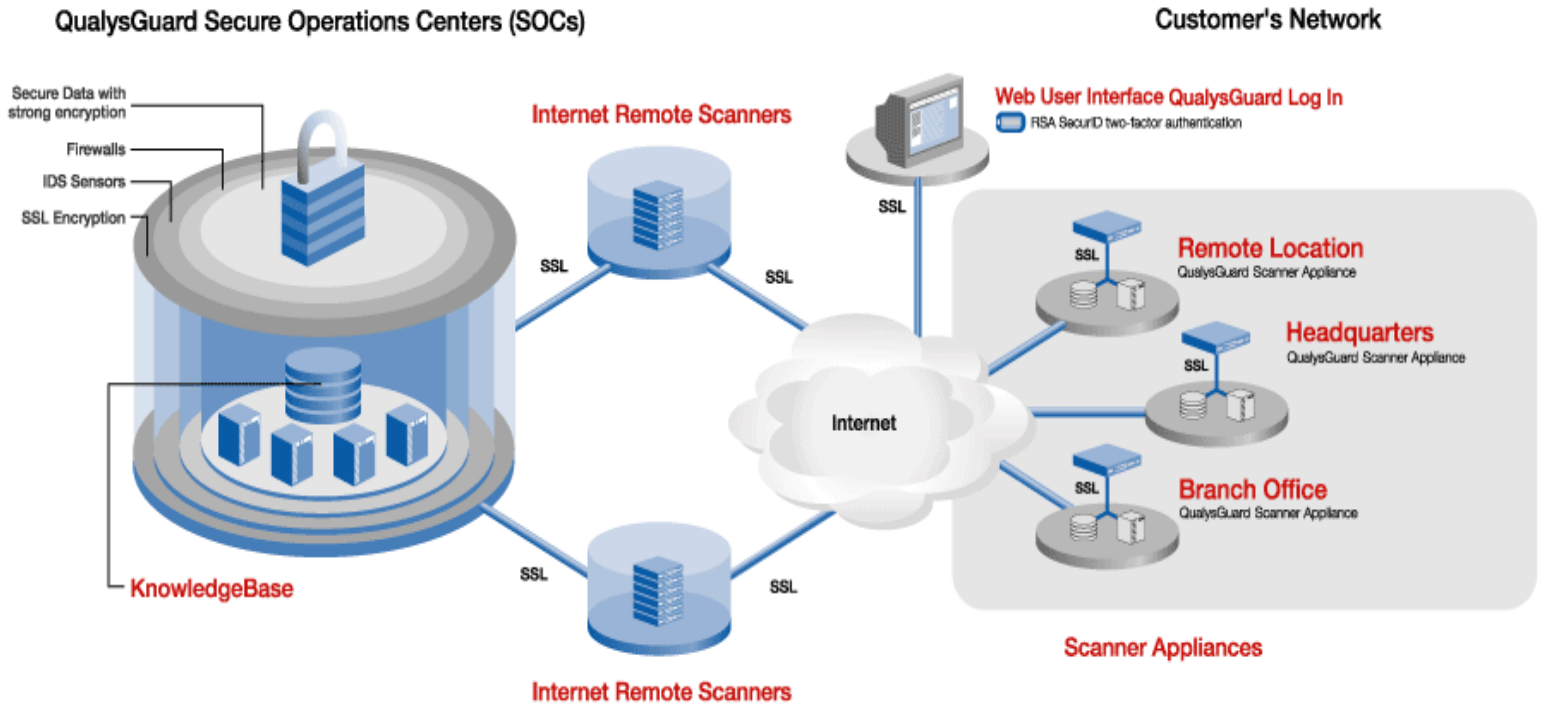 QualysGuard Secure Operations Centers (SOCs)
Customer's Network
Secure Data with
strong encryption
Firewalls
IDS Sensors
SSL Encryption
KnowledgeBase
Internet Remote Scanners
SSL
SSL
SSL
SSL
Internet Remote Scanners
Internet
Web User Interface QualysGuard Log In
RSA SecurID two-factor authentication
SSL
SSL
Remote Location
QualysGuard Scanner Appliance
SSL
Headquarters
QualysGuard Scanner Appliance
SSL
Branch Office
QualysGuard Scanner Appliance
Scanner Appliances